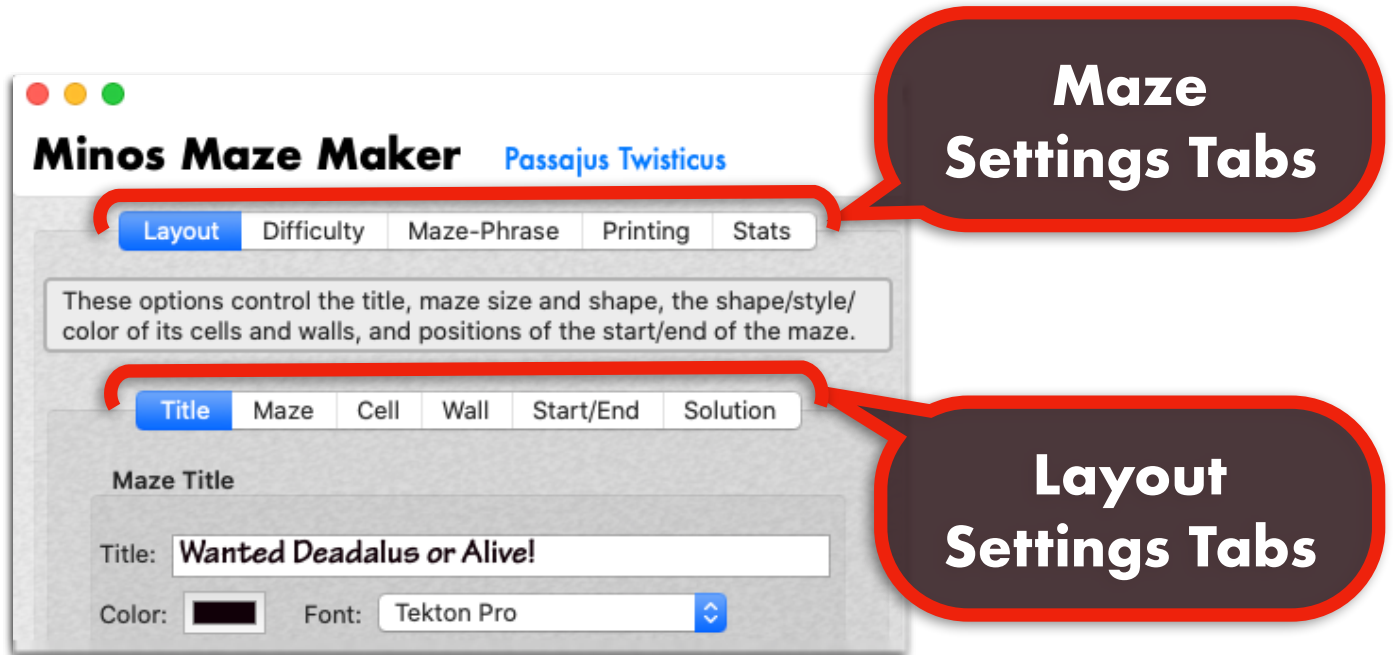 Maze
Settings Tabs
Minos Maze Maker Passajus Twisticus
Layout Difficulty Maze-Phrase Printing Stats
These options control the title, maze size and shape, the shape/style/
color of its cells and walls, and positions of the start/end of the maze.
Title Maze Cell Wall Start/End Solution
Layout
Settings Tabs
Maze Title
Title: Wanted Deadalus or Alive!
Color: Font: Tekton Pro